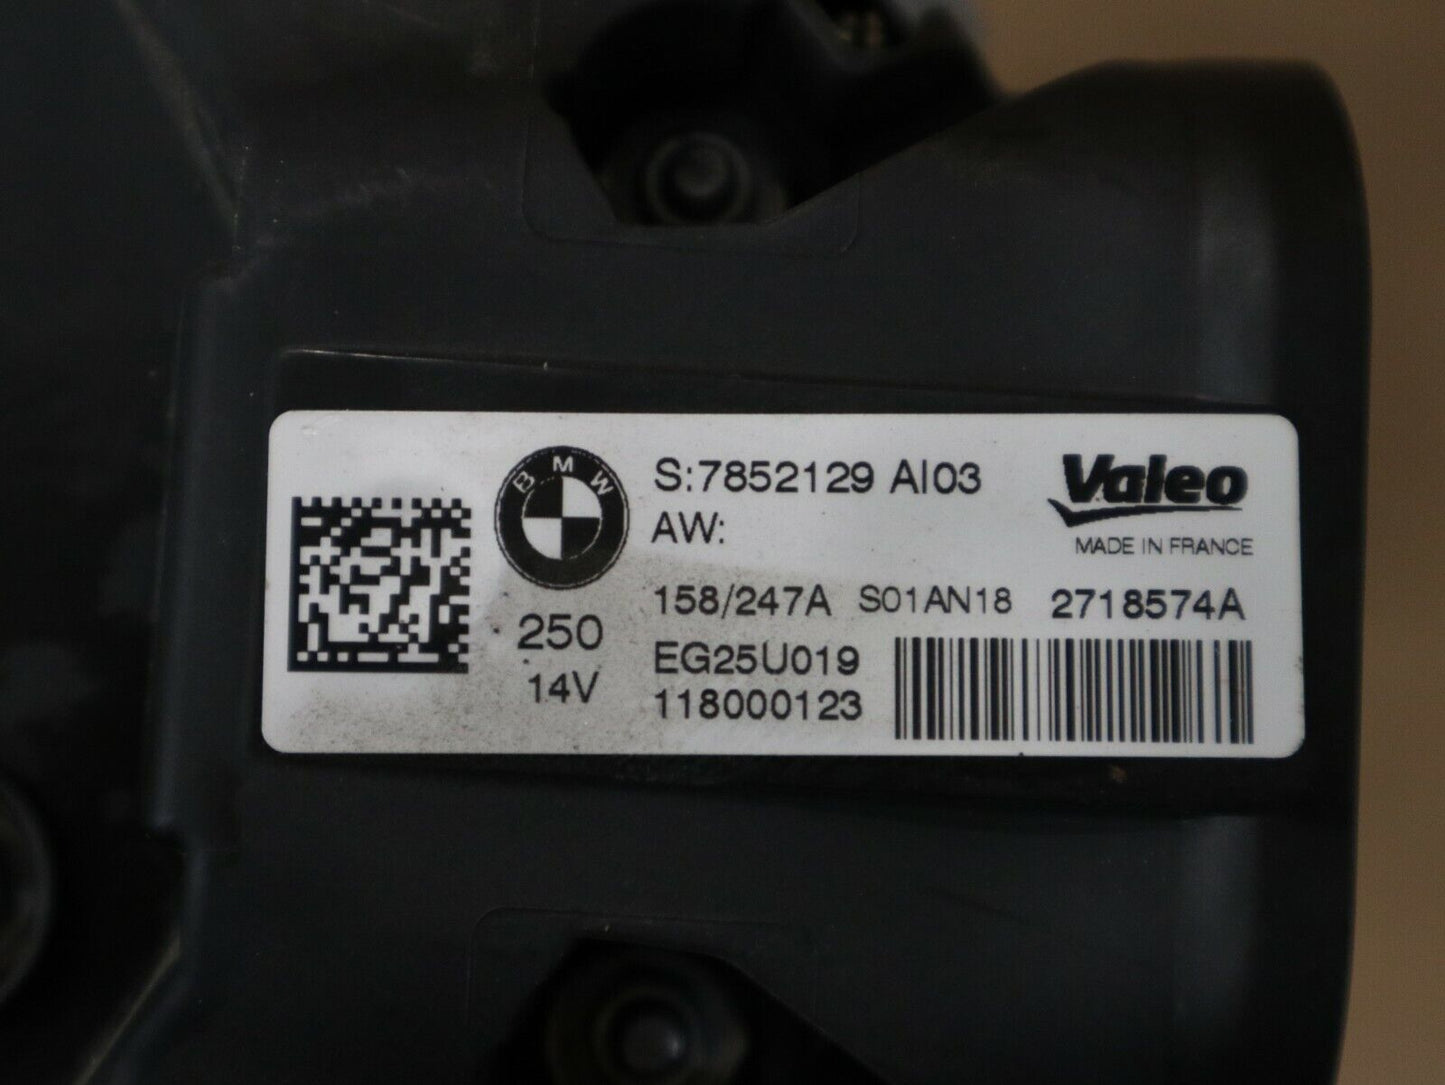 BMW
S:7852129 AI03
AW:
Valeo
MADE IN FRANCE
158/247A S01AN18 2718574A
250
14V
EG25U019
118000123